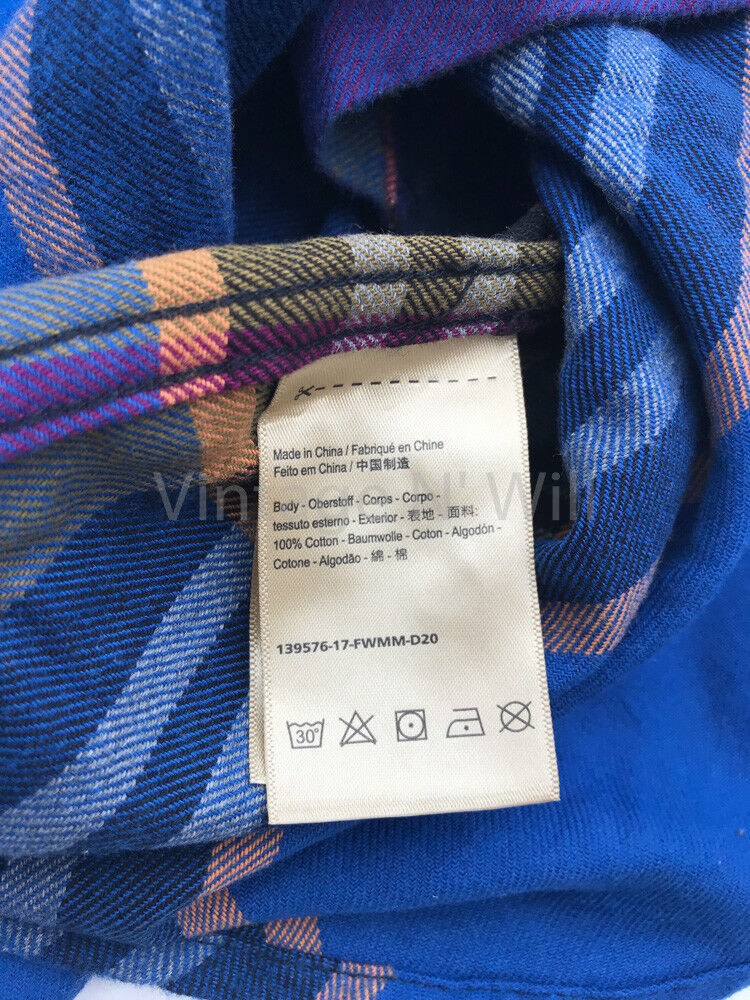 Made in China / Fabriqué en Chine
Feito em China / 中国制造
Vintage N' Will
Body - Oberstoff - Corps - Corpo -
tessuto esterno - Exterior - 表地 - 面料:
100% Cotton - Baumwolle - Coton - Algodón -
Cotone - Algodão - 綿 - 棉
139576-17-FWMM-D20
30°